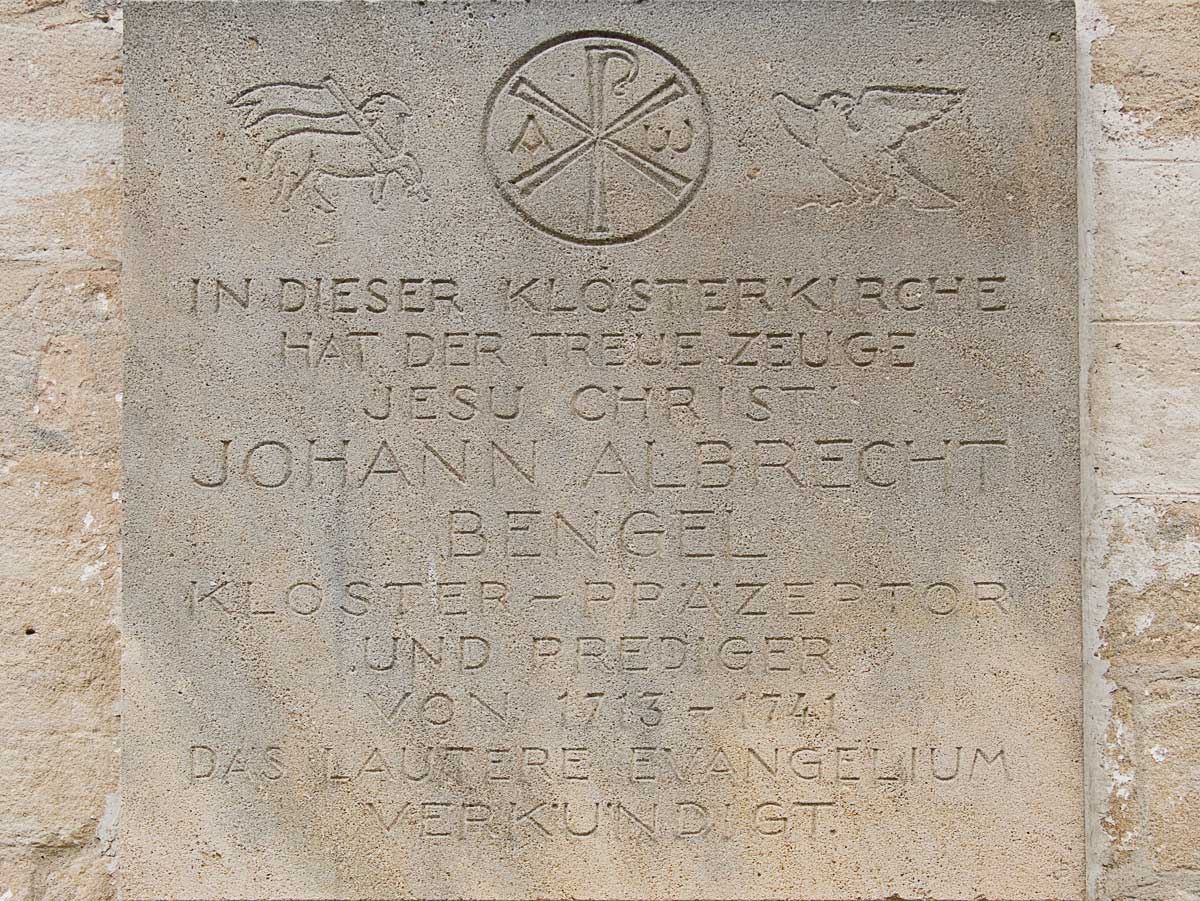 Α ω
IN DIESER KLOSTERKIRCHE
HAT DER TREUE ZEUGE
JESU CHRISTI
JOHANN ALBRECHT
BENGEL
KLOSTER – PRÄZEPTOR
UND PREDIGER
VON 1713 – 1741
DAS LAUTERE EVANGELIUM
VERKÜNDIGT.